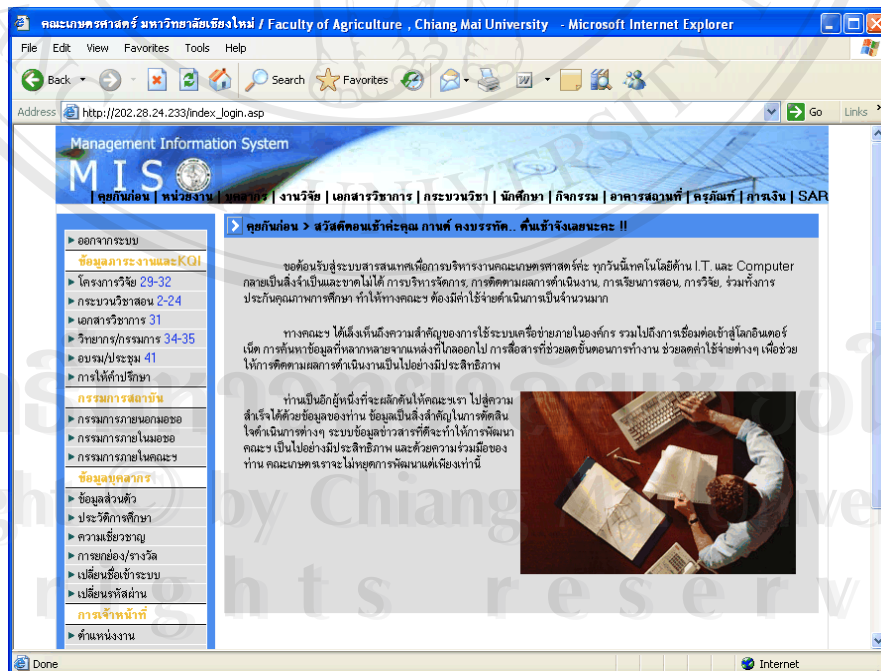 คณะเกษตรศาสตร์ มหาวิทยาลัยเชียงใหม่ / Faculty of Agriculture , Chiang Mai University - Microsoft Internet Explorer
File Edit View Favorites Tools Help
Back Search Favorites
Address http://202.28.24.233/index_login.asp Go Links
Management Information System
MIS
| คุยกันก่อน | หน่วยงาน | บุคลากร | งานวิจัย | เอกสารวิชาการ | กระบวนวิชา | นักศึกษา | กิจกรรม | อาคารสถานที่ | ครุภัณฑ์ | การเงิน | SAR
คุยกันก่อน > สวัสดีตอนเช้าค่ะคุณ กานต์ คงบรรทัด.. ตื่นเช้าจังเลยนะคะ !!
ออกจากระบบ
ข้อมูลภาระงานและKQI
โครงการวิจัย 29-32
กระบวนวิชาสอน 2-24
เอกสารวิชาการ 31
วิทยากร/กรรมการ 34-35
อบรม/ประชุม 41
การให้คำปรึกษา
กรรมการสถาบัน
กรรมการภายนอกมอชอ
กรรมการภายในมอชอ
กรรมการภายในคณะฯ
ข้อมูลบุคลากร
ข้อมูลส่วนตัว
ประวัติการศึกษา
ความเชี่ยวชาญ
การยกย่อง/รางวัล
เปลี่ยนชื่อเข้าระบบ
เปลี่ยนรหัสผ่าน
การเจ้าหน้าที่
ตำแหน่งงาน
ขอต้อนรับสู่ระบบสารสนเทศเพื่อการบริหารงานคณะเกษตรศาสตร์ค่ะ ทุกวันนี้เทคโนโลยีด้าน I.T. และ Computer
กลายเป็นสิ่งจำเป็นและขาดไม่ได้ การบริหารจัดการ, การติดตามผลการดำเนินงาน, การเรียนการสอน, การวิจัย, ร่วมทั้งการ
ประกันคุณภาพการศึกษา ทำให้ทางคณะฯ ต้องมีค่าใช้จ่ายดำเนินการเป็นจำนวนมาก
ทางคณะฯ ได้เล็งเห็นถึงความสำคัญของการใช้ระบบเครือข่ายภายในองค์กร รวมไปถึงการเชื่อมต่อเข้าสู่โลกอินเตอร์
เน็ต การค้นหาข้อมูลที่หลากหลายจากแหล่งที่ไกลออกไป การสื่อสารที่ช่วยลดขั้นตอนการทำงาน ช่วยลดค่าใช้จ่ายต่างๆ เพื่อช่วย
ให้การติดตามผลการดำเนินงานเป็นไปอย่างมีประสิทธิภาพ
ท่านเป็นอีกผู้หนึ่งที่จะผลักดันให้คณะฯเรา ไปสู่ความ
สำเร็จได้ด้วยข้อมูลของท่าน ข้อมูลเป็นสิ่งสำคัญในการตัดสิน
ใจดำเนินการต่างๆ ระบบข้อมูลข่าวสารที่ดีจะทำให้การพัฒนา
คณะฯ เป็นไปอย่างมีประสิทธิภาพ และด้วยความร่วมมือของ
ท่าน คณะเกษตรเราจะไม่หยุดการพัฒนาแต่เพียงเท่านี้
Done Internet